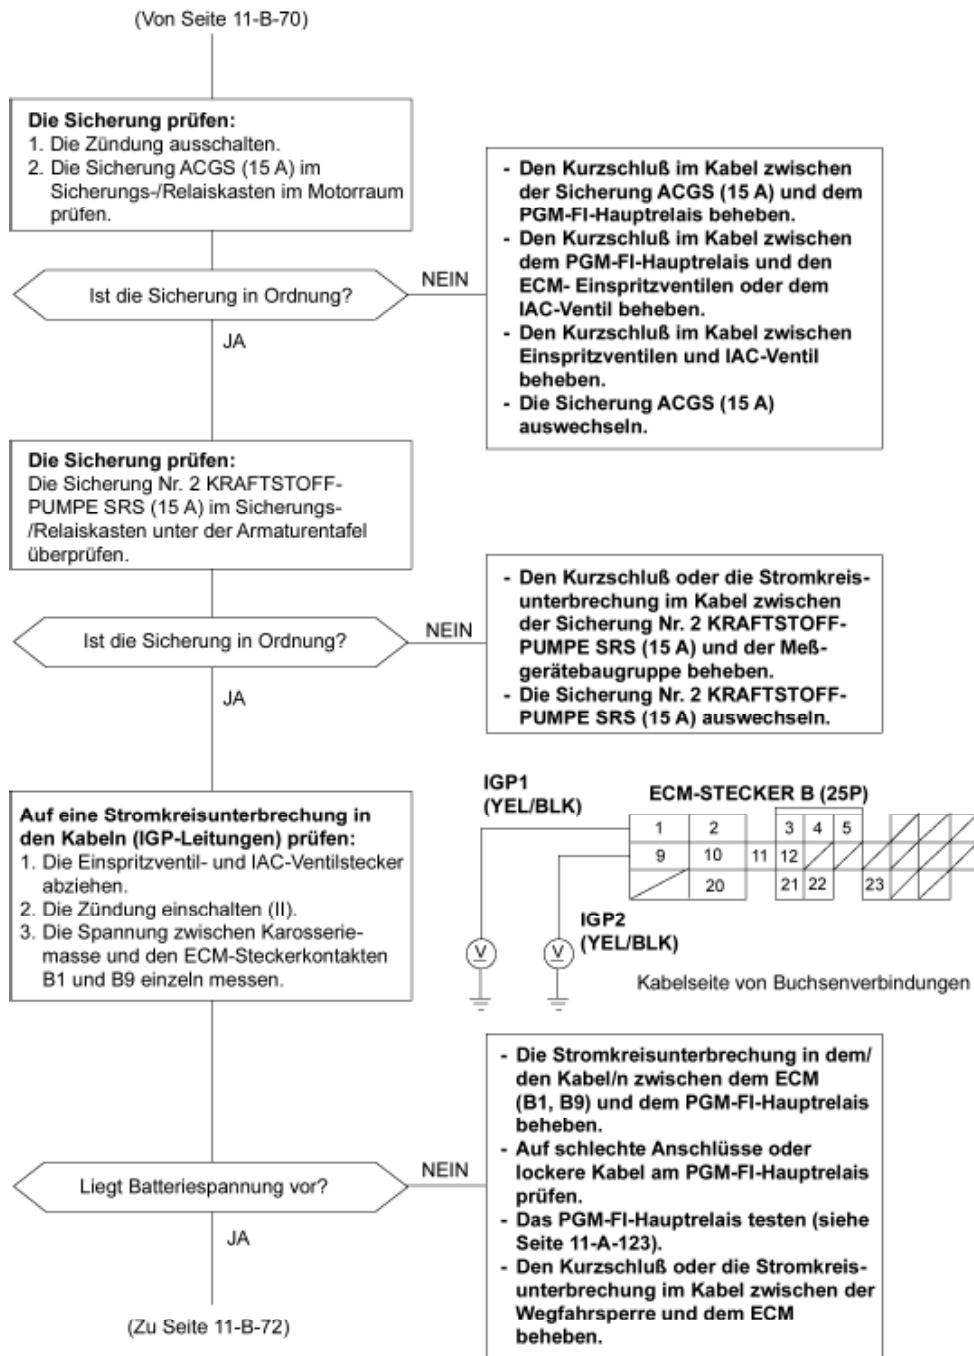 (Von Seite 11-B-70)
Die Sicherung prüfen:
1. Die Zündung ausschalten.
2. Die Sicherung ACGS (15 A) im
Sicherungs-/Relaiskasten im Motorraum
prüfen.
- Den Kurzschluß im Kabel zwischen
der Sicherung ACGS (15 A) und dem
PGM-FI-Hauptrelais beheben.
- Den Kurzschluß im Kabel zwischen
dem PGM-FI-Hauptrelais und den
ECM- Einspritzventilen oder dem
IAC-Ventil beheben.
- Den Kurzschluß im Kabel zwischen
Einspritzventilen und IAC-Ventil
beheben.
- Die Sicherung ACGS (15 A)
auswechseln.
Ist die Sicherung in Ordnung?
NEIN
JA
Die Sicherung prüfen:
Die Sicherung Nr. 2 KRAFTSTOFF-
PUMPE SRS (15 A) im Sicherungs-
/Relaiskasten unter der Armaturentafel
überprüfen.
- Den Kurzschluß oder die Stromkreis-
unterbrechung im Kabel zwischen
der Sicherung Nr. 2 KRAFTSTOFF-
PUMPE SRS (15 A) und der Meß-
gerätebaugruppe beheben.
- Die Sicherung Nr. 2 KRAFTSTOFF-
PUMPE SRS (15 A) auswechseln.
Ist die Sicherung in Ordnung?
NEIN
JA
Auf eine Stromkreisunterbrechung in
den Kabeln (IGP-Leitungen) prüfen:
1. Die Einspritzventil- und IAC-Ventilstecker
abziehen.
2. Die Zündung einschalten (II).
3. Die Spannung zwischen Karosserie-
masse und den ECM-Steckerkontakten
B1 und B9 einzeln messen.
IGP1
(YEL/BLK)
ECM-STECKER B (25P)
1 2 3 4 5
9 10 11 12
20 21 22 23
IGP2
(YEL/BLK)
V V
Kabelseite von Buchsenverbindungen
- Die Stromkreisunterbrechung in dem/
den Kabel/n zwischen dem ECM
(B1, B9) und dem PGM-FI-Hauptrelais
beheben.
- Auf schlechte Anschlüsse oder
lockere Kabel am PGM-FI-Hauptrelais
prüfen.
- Das PGM-FI-Hauptrelais testen (siehe
Seite 11-A-123).
- Den Kurzschluß oder die Stromkreis-
unterbrechung im Kabel zwischen der
Wegfahrsperre und dem ECM
beheben.
Liegt Batteriespannung vor?
NEIN
JA
(Zu Seite 11-B-72)